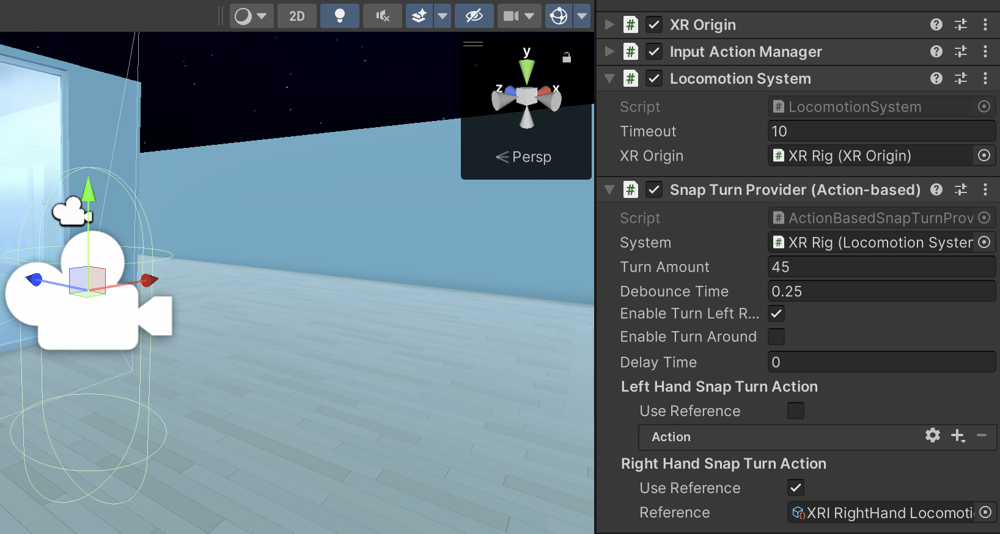 2D
y
z
x
Persp
XR Origin
Input Action Manager
Locomotion System
Script
LocomotionSystem
Timeout
10
XR Origin
XR Rig (XR Origin)
Snap Turn Provider (Action-based)
Script
ActionBasedSnapTurnProv
System
XR Rig (Locomotion System
Turn Amount
45
Debounce Time
0.25
Enable Turn Left R...
Enable Turn Around
Delay Time
0
Left Hand Snap Turn Action
Use Reference
Action
Right Hand Snap Turn Action
Use Reference
Reference
XRI RightHand Locomoti